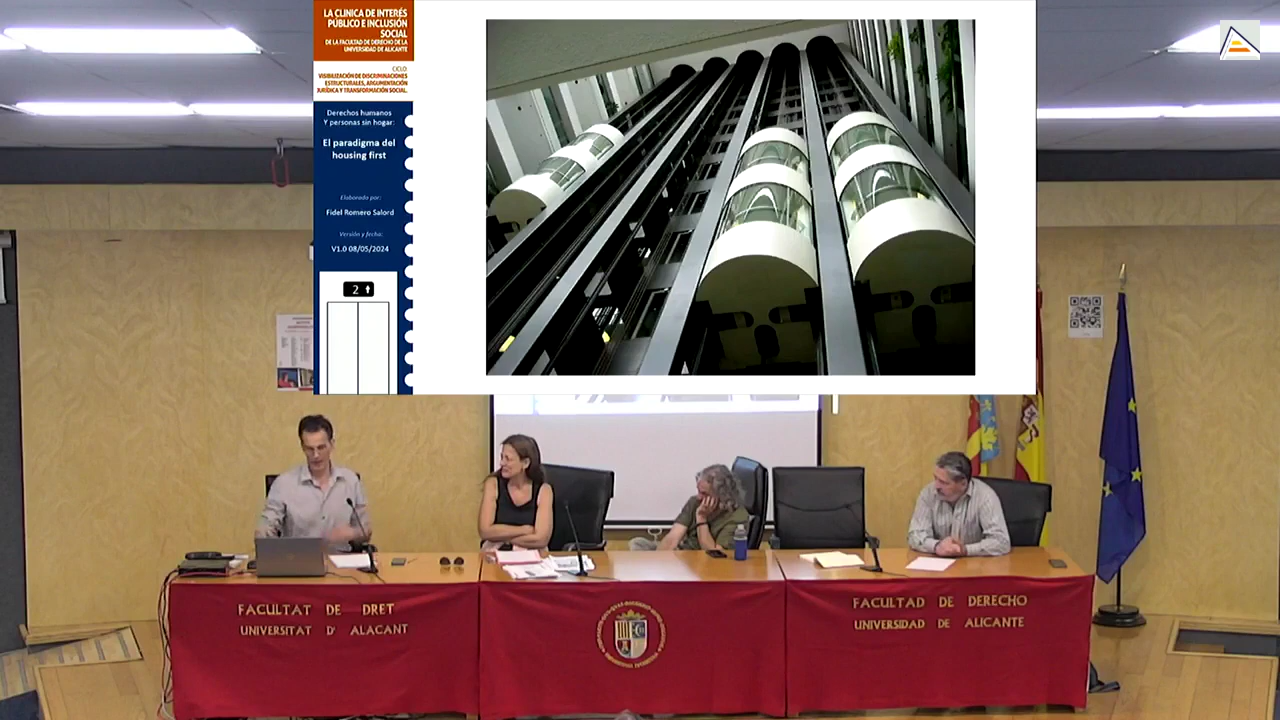 LA CLINICA DE INTERÉS
PÚBLICO E INCLUSIÓN
SOCIAL
DE LA FACULTAD DE DERECHO DE LA
UNIVERSIDAD DE ALICANTE
CICLO:
VISIBILIZACIÓN DE DISCRIMINACIONES
ESTRUCTURALES, ARGUMENTACIÓN
JURÍDICA Y TRANSFORMACIÓN SOCIAL.
Derechos humanos
Y personas sin hogar:
El paradigma del
housing first
Elaborado por:
Fidel Romero Salord
Versión y fecha:
V1.0 08/05/2024
2
FACULTAT DE DRET
UNIVERSITAT D' ALACANT
FACULTAD DE DERECHO
UNIVERSIDAD DE ALICANTE